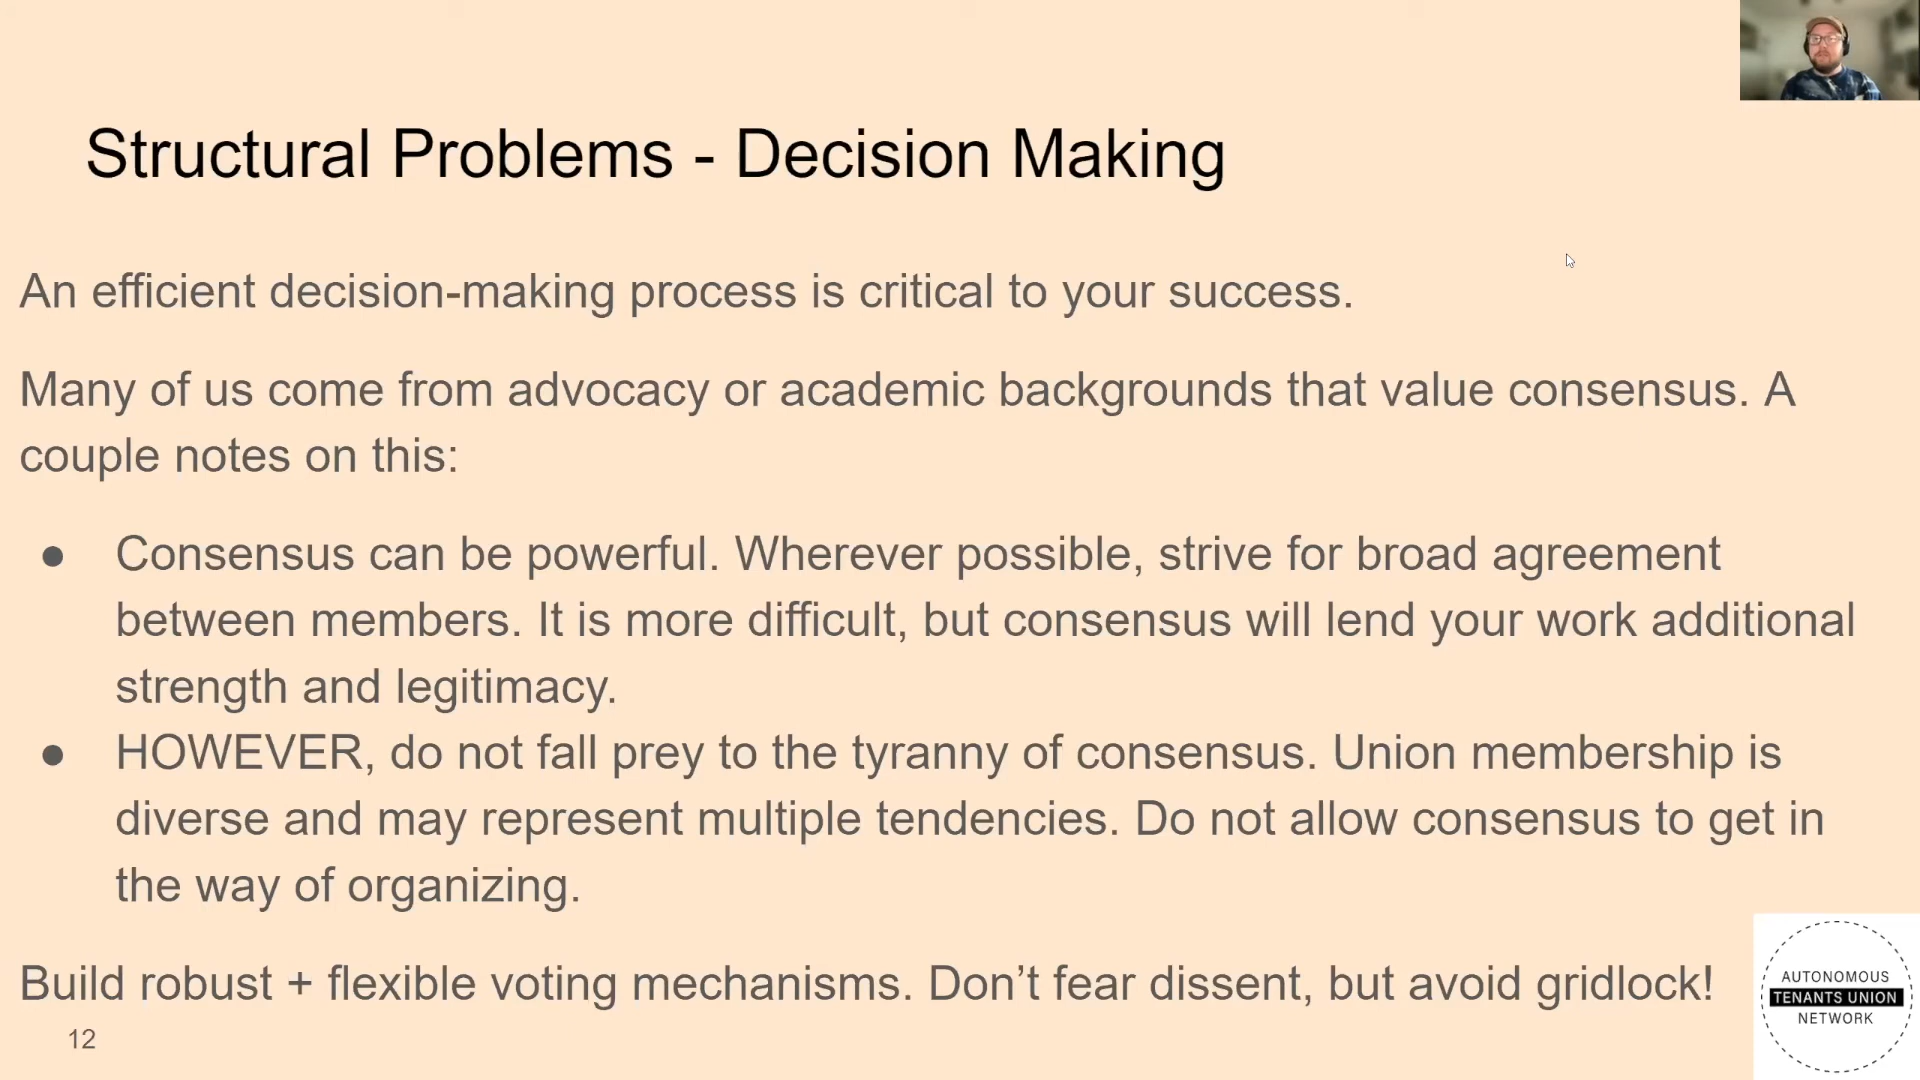 Structural Problems - Decision Making
An efficient decision-making process is critical to your success.
Many of us come from advocacy or academic backgrounds that value consensus. A
couple notes on this:
● Consensus can be powerful. Wherever possible, strive for broad agreement
between members. It is more difficult, but consensus will lend your work additional
strength and legitimacy.
● HOWEVER, do not fall prey to the tyranny of consensus. Union membership is
diverse and may represent multiple tendencies. Do not allow consensus to get in
the way of organizing.
Build robust + flexible voting mechanisms. Don’t fear dissent, but avoid gridlock!
12
AUTONOMOUS
TENANTS UNION
NETWORK